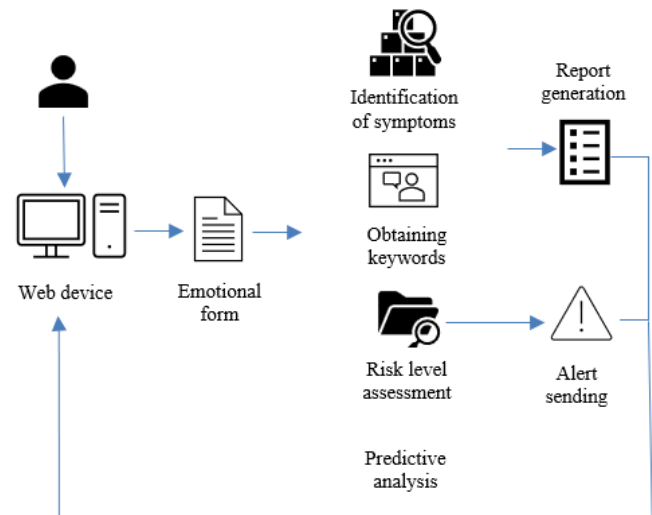 Identification
of symptoms
Report
generation
Obtaining
keywords
Web device
Emotional
form
Risk level
assessment
Alert
sending
Predictive
analysis